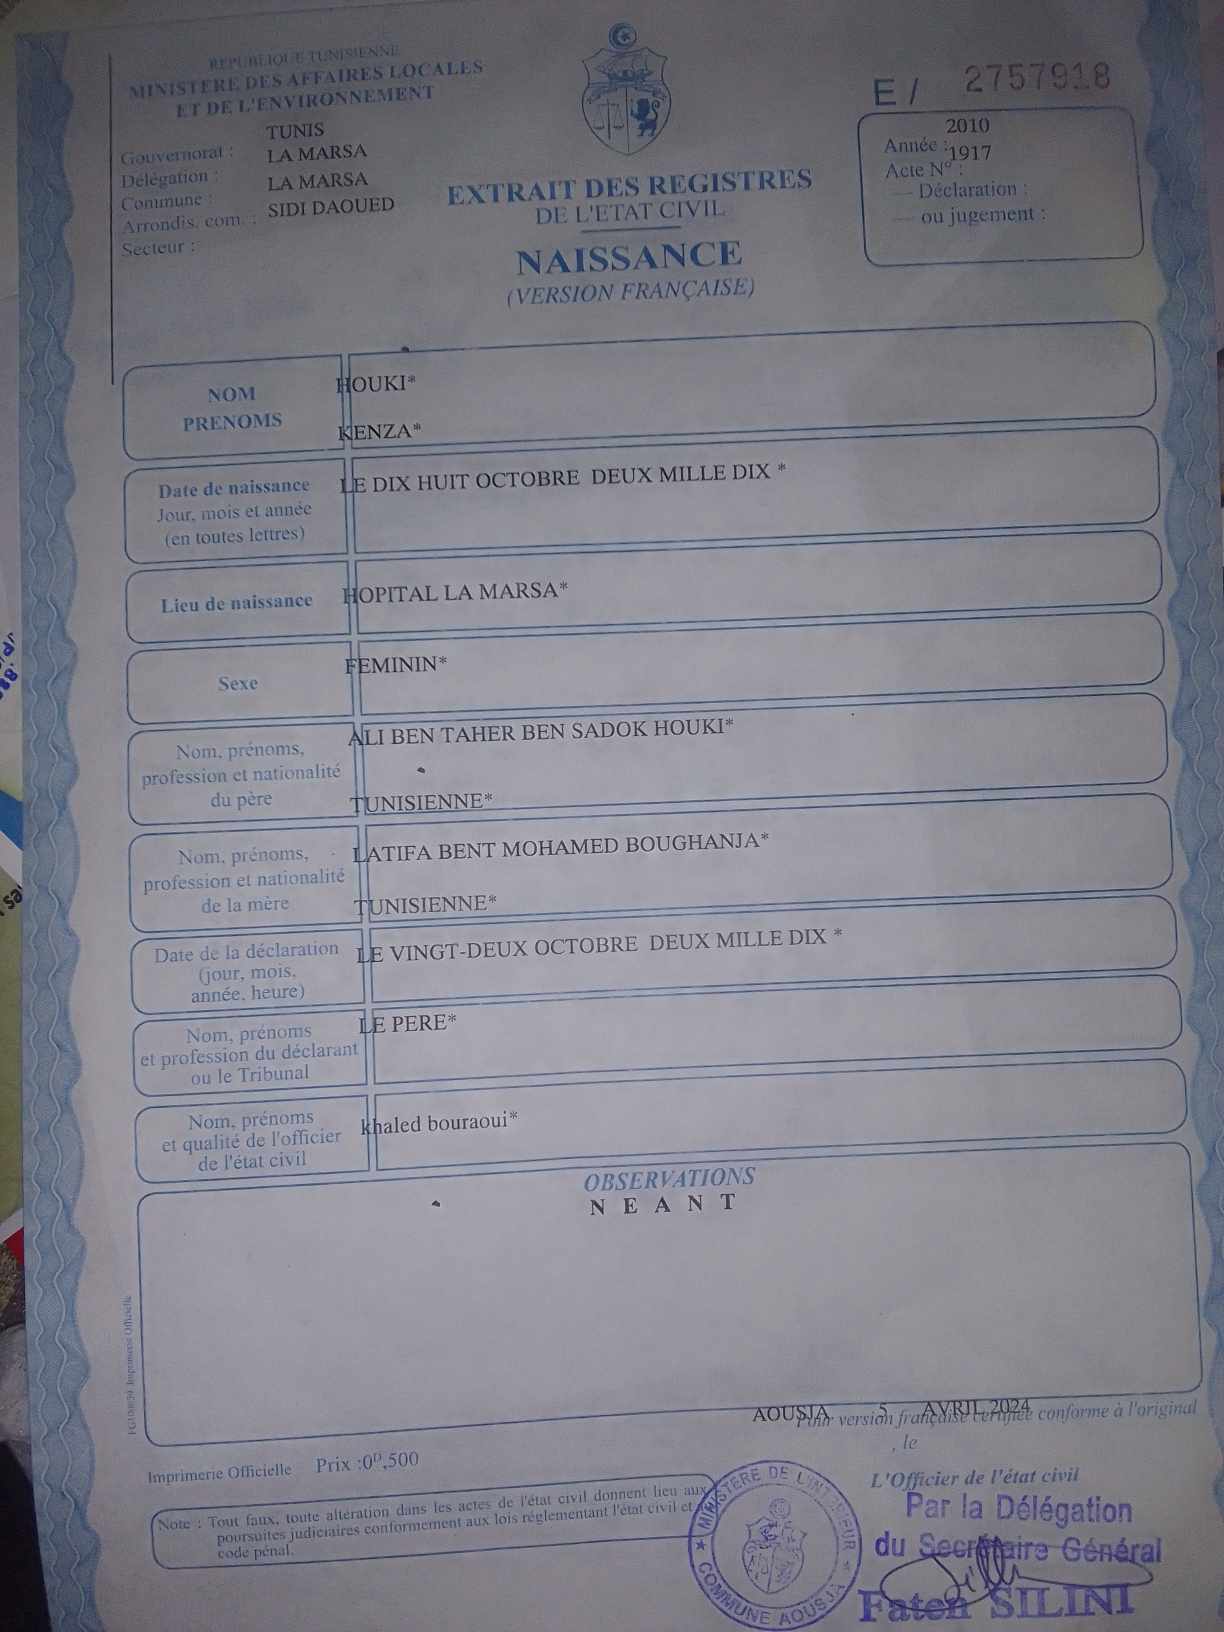 REPUBLIQUE TUNISIENNE
MINISTERE DES AFFAIRES LOCALES
ET DE L'ENVIRONNEMENT
TUNIS
Gouvernorat : LA MARSA
Délégation : LA MARSA
Commune : SIDI DAOUED
Arrondis. com. :
Secteur :
E / 2757918
2010
Année :
1917
Acte N° :
— Déclaration :
— ou jugement :
EXTRAIT DES REGISTRES
DE L'ETAT CIVIL
NAISSANCE
(VERSION FRANÇAISE)
NOM
PRENOMS
HOUKI*
KENZA*
Date de naissance
Jour, mois et année
(en toutes lettres)
LE DIX HUIT OCTOBRE DEUX MILLE DIX *
Lieu de naissance
HOPITAL LA MARSA*
Sexe
FEMININ*
Nom, prénoms,
profession et nationalité
du père
ALI BEN TAHER BEN SADOK HOUKI*
TUNISIENNE*
Nom, prénoms,
profession et nationalité
de la mère
LATIFA BENT MOHAMED BOUGHANJA*
TUNISIENNE*
Date de la déclaration
(jour, mois,
année, heure)
LE VINGT-DEUX OCTOBRE DEUX MILLE DIX *
Nom, prénoms
et profession du déclarant
ou le Tribunal
LE PERE*
Nom, prénoms
et qualité de l'officier
de l'état civil
khaled bouraoui*
OBSERVATIONS
N E A N T
Imprimerie Officielle
AOUSJA 5 AVRIL 2024
Pour version française certifiée conforme à l'original
, le
Imprimerie Officielle Prix :0ᴰ,500
L'Officier de l'état civil
Note : Tout faux, toute altération dans les actes de l'état civil donnent lieu aux
poursuites judiciaires conformement aux lois réglementant l'état civil et
code pénal.
MINISTERE DE L'INTERIEUR
COMMUNE AOUSJA
Par la Délégation
du Secrétaire Général
Faten SILINI